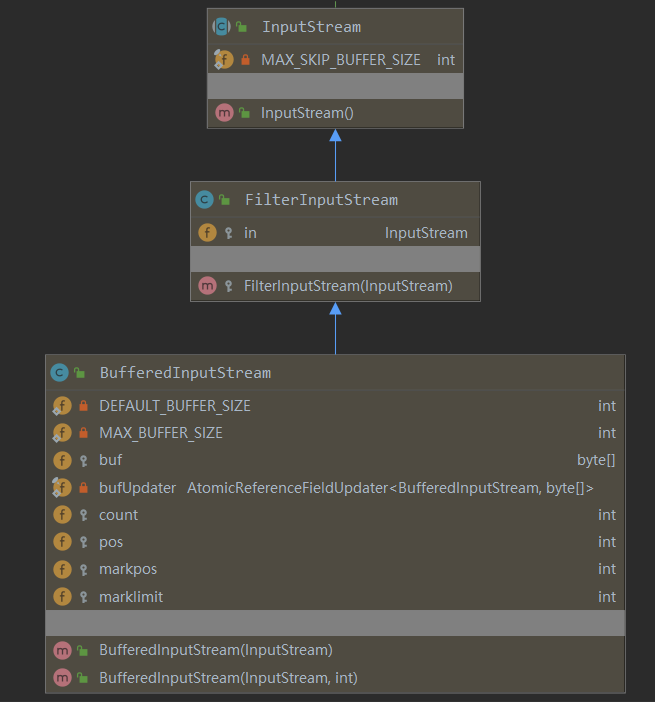 C InputStream
f MAX_SKIP_BUFFER_SIZE int
m InputStream()
C FilterInputStream
f in InputStream
m FilterInputStream(InputStream)
C BufferedInputStream
f DEFAULT_BUFFER_SIZE int
f MAX_BUFFER_SIZE int
f buf byte[]
f bufUpdater AtomicReferenceFieldUpdater<BufferedInputStream, byte[]>
f count int
f pos int
f markpos int
f marklimit int
m BufferedInputStream(InputStream)
m BufferedInputStream(InputStream, int)